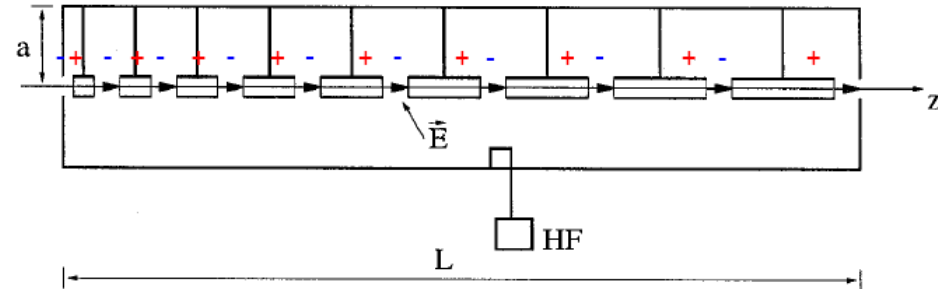 a
- + - + - + - + - + - + - + - + - +
z
E
HF
L